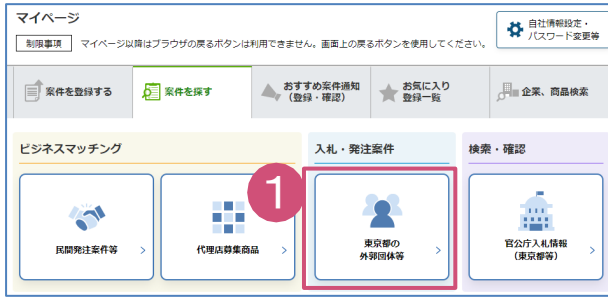 マイページ
自社情報設定・
パスワード変更等
制限事項 マイページ以降はブラウザの戻るボタンは利用できません。画面上の戻るボタンを使用してください。
案件を登録する
案件を探す
おすすめ案件通知
(登録・確認)
お気に入り
登録一覧
企業、商品検索
ビジネスマッチング
入札・発注案件
検索・確認
1
民間発注案件等
代理店募集商品
東京都の
外郭団体等
官公庁入札情報
(東京都等)